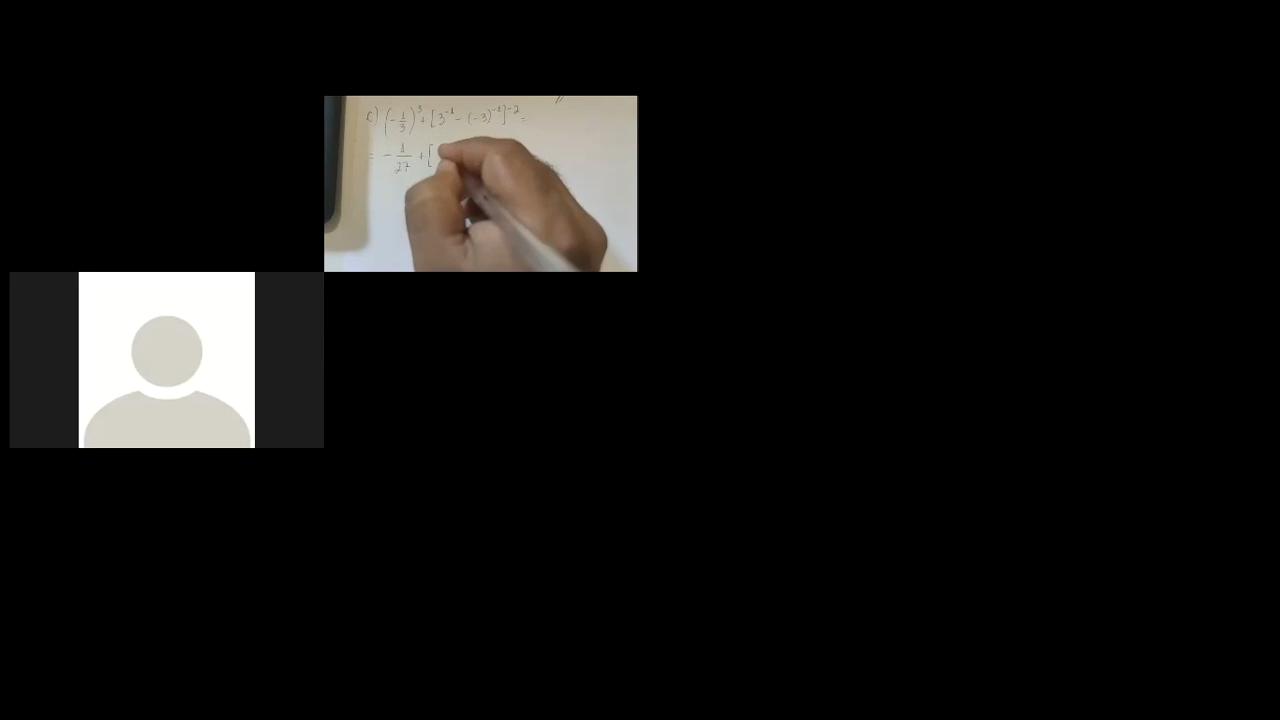 c) (-1/3)³ + [3⁻¹ - (-3)⁻¹]⁻² =
= - 1/27 + [